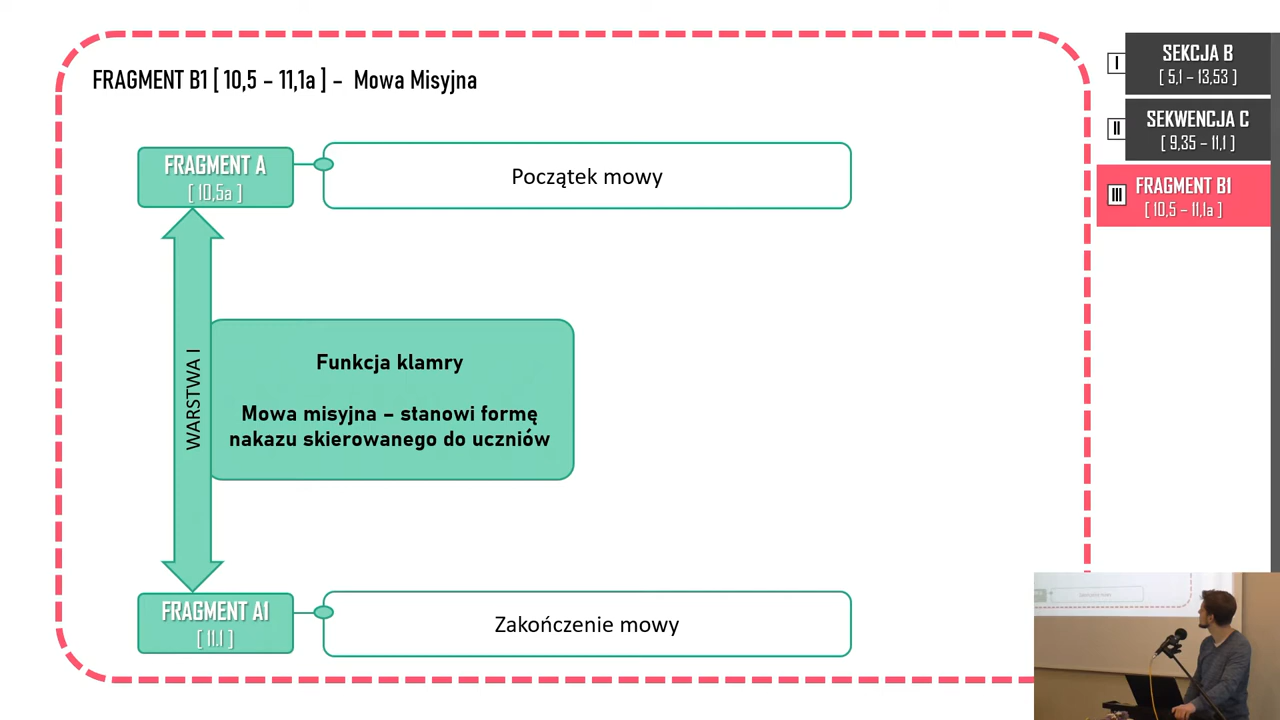 FRAGMENT B1 [ 10,5 – 11,1a ] – Mowa Misyjna
FRAGMENT A
[ 10,5a ]
Początek mowy
WARSTWA I
Funkcja klamry
Mowa misyjna – stanowi formę
nakazu skierowanego do uczniów
FRAGMENT A1
[ 11.1 ]
Zakończenie mowy
I
SEKCJA B
[ 5,1 – 13,53 ]
II
SEKWENCJA C
[ 9,35 – 11,1 ]
III
FRAGMENT B1
[ 10,5 – 11,1a ]